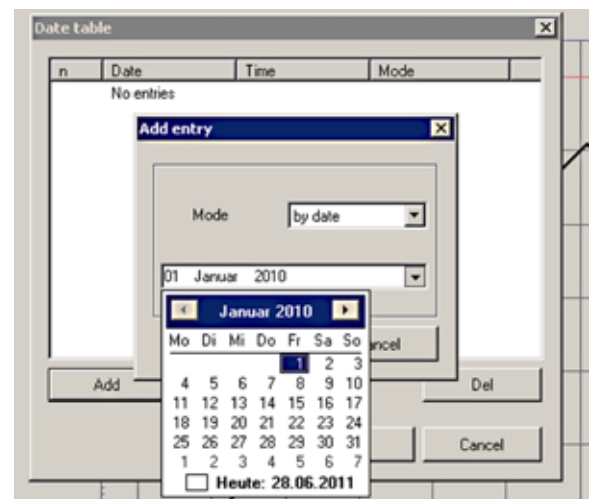 Date table
n Date Time Mode
No entries
Add entry
Mode by date
01 Januar 2010
Januar 2010
Mo Di Mi Do Fr Sa So
1 2 3
4 5 6 7 8 9 10
11 12 13 14 15 16 17
18 19 20 21 22 23 24
25 26 27 28 29 30 31
1 2 3 4 5 6 7
Heute: 28.06.2011
ancel
Add Del
Cancel